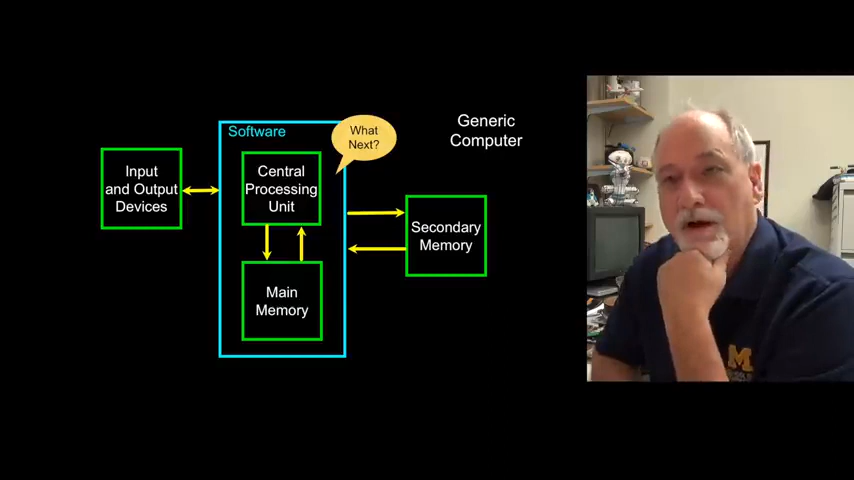 Generic
Computer
Software
What
Next?
Input
and Output
Devices
Central
Processing
Unit
Secondary
Memory
Main
Memory
M